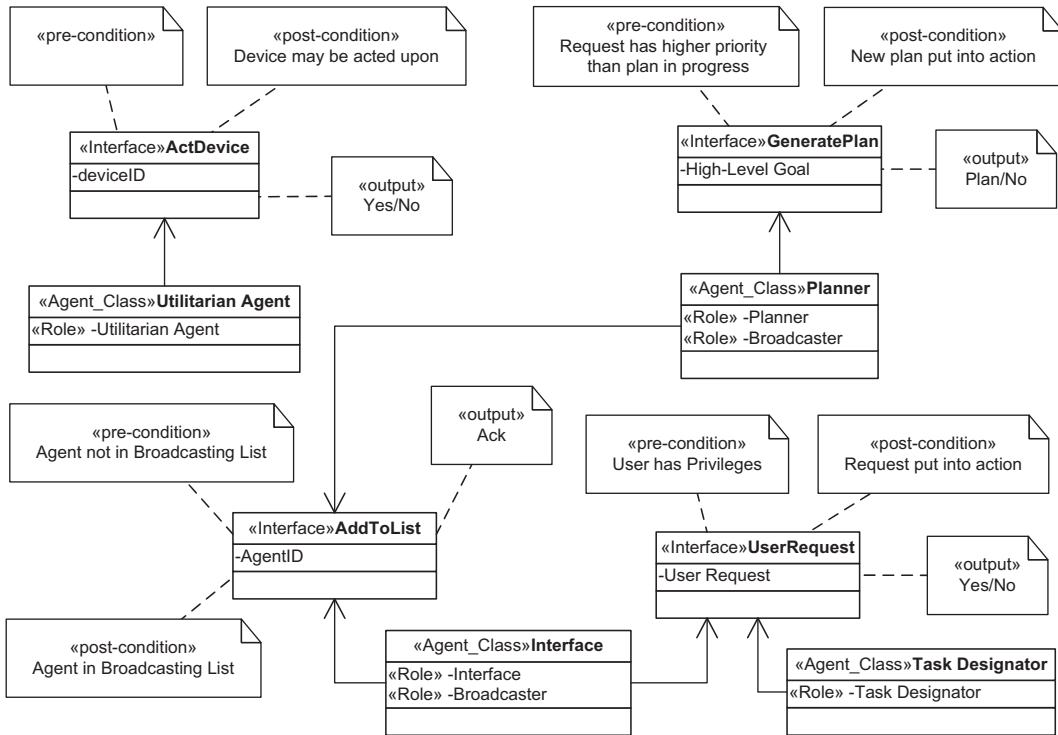 «pre-condition»
«post-condition»
Device may be acted upon
«Interface»ActDevice
-deviceID
«output»
Yes/No
«Agent_Class»Utilitarian Agent
«Role» -Utilitarian Agent
«pre-condition»
Request has higher priority
than plan in progress
«post-condition»
New plan put into action
«Interface»GeneratePlan
-High-Level Goal
«output»
Plan/No
«Agent_Class»Planner
«Role» -Planner
«Role» -Broadcaster
«pre-condition»
Agent not in Broadcasting List
«output»
Ack
«Interface»AddToList
-AgentID
«post-condition»
Agent in Broadcasting List
«pre-condition»
User has Privileges
«post-condition»
Request put into action
«Interface»UserRequest
-User Request
«output»
Yes/No
«Agent_Class»Interface
«Role» -Interface
«Role» -Broadcaster
«Agent_Class»Task Designator
«Role» -Task Designator